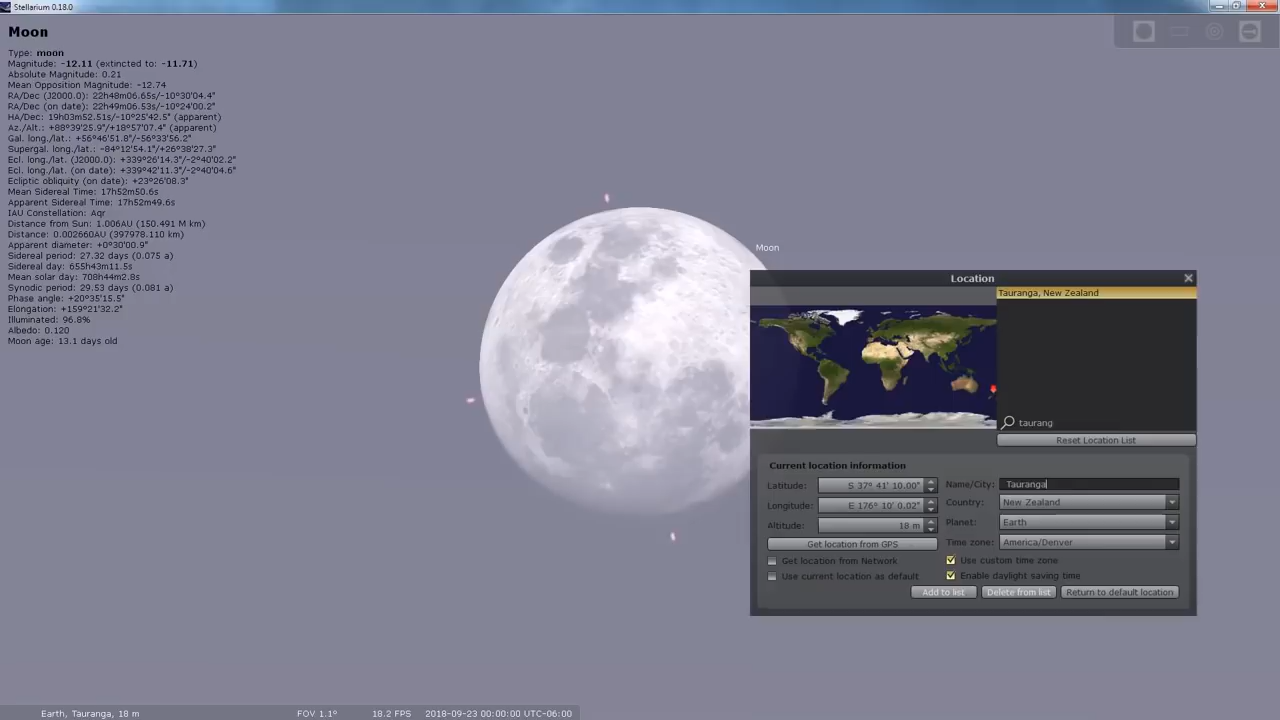 Stellarium 0.18.0
Moon
Type: moon
Magnitude: -12.11 (extincted to: -11.71)
Absolute Magnitude: 0.21
Mean Opposition Magnitude: -12.74
RA/Dec (J2000.0): 22h48m06.65s/-10°30'04.4"
RA/Dec (on date): 22h49m06.53s/-10°24'00.2"
HA/Dec: 19h03m52.51s/-10°25'42.5" (apparent)
Az./Alt.: +88°39'25.9"/+18°57'07.4" (apparent)
Gal. long./lat.: +56°46'51.8"/-56°33'56.2"
Supergal. long./lat.: -84°12'54.1"/+26°38'27.3"
Ecl. long./lat. (J2000.0): +339°26'14.3"/-2°40'02.2"
Ecl. long./lat. (on date): +339°42'11.3"/-2°40'04.6"
Ecliptic obliquity (on date): +23°26'08.3"
Mean Sidereal Time: 17h52m50.6s
Apparent Sidereal Time: 17h52m49.6s
IAU Constellation: Aqr
Distance from Sun: 1.006AU (150.491 M km)
Distance: 0.002660AU (397978.110 km)
Apparent diameter: +0°30'00.9"
Sidereal period: 27.32 days (0.075 a)
Sidereal day: 655h43m11.5s
Mean solar day: 708h44m2.8s
Synodic period: 29.53 days (0.081 a)
Phase angle: +20°35'15.5"
Elongation: +159°21'32.2"
Illuminated: 96.8%
Albedo: 0.120
Moon age: 13.1 days old
Moon
Location
Tauranga, New Zealand
taurang
Reset Location List
Current location information
Latitude: S 37° 41' 10.00"
Longitude: E 176° 10' 0.02"
Altitude: 18 m
Get location from GPS
Get location from Network
Use current location as default
Name/City: Tauranga
Country: New Zealand
Planet: Earth
Time zone: America/Denver
Use custom time zone
Enable daylight saving time
Add to list
Delete from list
Return to default location
Earth, Tauranga, 18 m
FOV 1.1°
18.2 FPS
2018-09-23 00:00:00 UTC-06:00